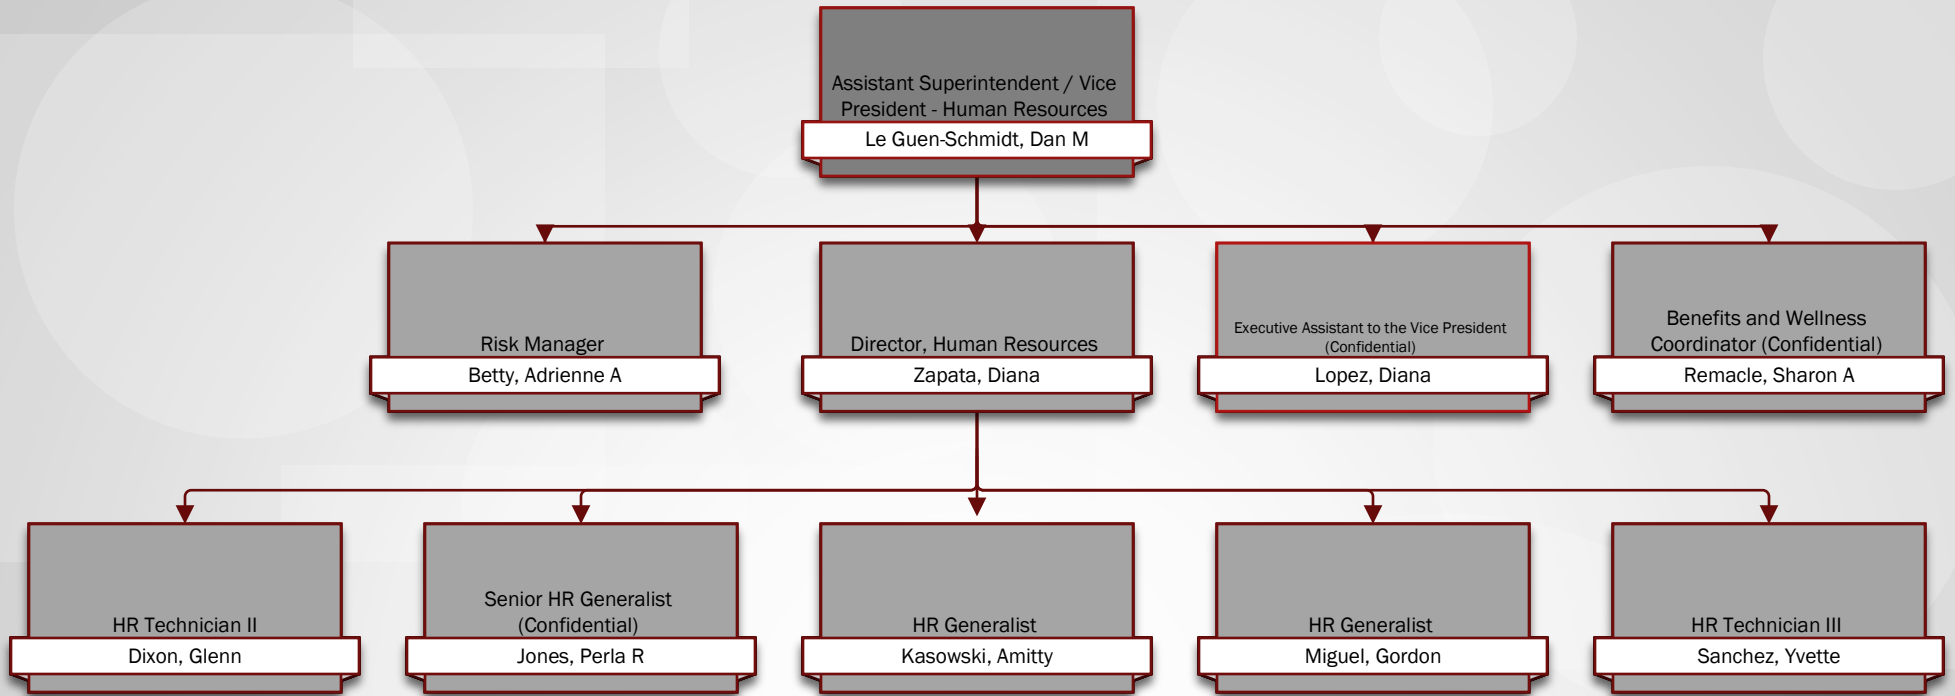 Assistant Superintendent / Vice
President - Human Resources
Le Guen-Schmidt, Dan M
Risk Manager
Betty, Adrienne A
Director, Human Resources
Zapata, Diana
Executive Assistant to the Vice President
(Confidential)
Lopez, Diana
Benefits and Wellness
Coordinator (Confidential)
Remacle, Sharon A
HR Technician II
Dixon, Glenn
Senior HR Generalist
(Confidential)
Jones, Perla R
HR Generalist
Kasowski, Amitty
HR Generalist
Miguel, Gordon
HR Technician III
Sanchez, Yvette